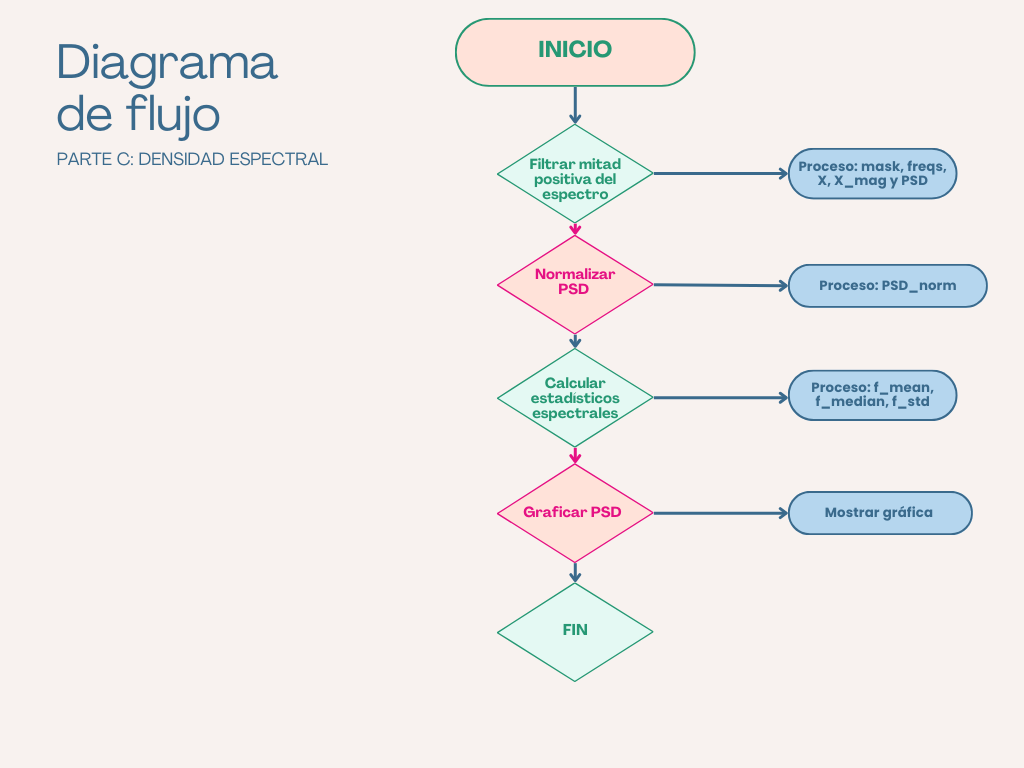 Diagrama
de flujo
PARTE C: DENSIDAD ESPECTRAL
INICIO
Filtrar mitad
positiva del
espectro
Proceso: mask, freqs,
X, X_mag y PSD
Normalizar
PSD
Proceso: PSD_norm
Calcular
estadísticos
espectrales
Proceso: f_mean,
f_median, f_std
Graficar PSD
Mostrar gráfica
FIN